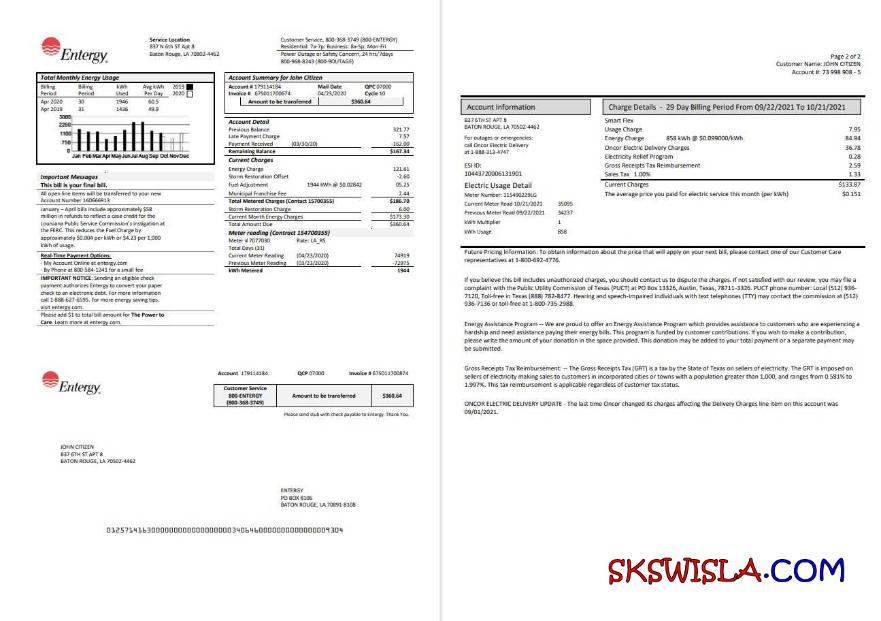 Entergy
Service Location
837 N 6TH ST Apt 8
Baton Rouge, LA 70802-4462
Customer Service, 800-368-3749 (800-ENTERGY)
Residential: 7a-7p: Business: 8a-5p, Mon-Fri
Power Outage or Safety Concern, 24 hrs/7days
800-968-8243 (800-9OUTAGE)
Total Monthly Energy Usage
Billing Period Billing Period kWh Used Avg kWh Per Day 2019 2020
Apr 2020 30 1946 60.5
Apr 2019 31 1436 49.9
3000
2250
1100
750
0
Jan Feb Mar Apr May Jun Jul Aug Sep Oct Nov Dec
Important Messages
This bill is your final bill.
All open line items will be transferred to your new
Account Number 160666R13
January – April bills include approximately $58
million in refunds to reflect a case credit for the
Louisiana Public Service Commission's instigation at
the FERC. This reduces the Fuel Charge by
approximately $0.004 per kWh or $4.23 per 1,000
kWh of usage.
Real-Time Payment Options:
- My Account Online at entergy.com
- By Phone at 800-584-1241 for a small fee
IMPORTANT NOTICE: Sending an eligible check
payment authorizes Entergy to convert your paper
check to an electronic debt. For more information
call 1-888-627-6595. For more energy saving tips,
visit entergy.com.
Please add $1 to total bill amount for The Power to
Care. Learn more at entergy.com.
Account Summary for John Citizen
Account # 179114184 Mail Date QPC 07000
Invoice # 675011700674 04/23/2020 Cycle 10
Amount to be transferred $360.64
Account Detail
Previous Balance 321.77
Late Payment Charge 7.57
Payment Received (03/30/20) -162.00
Remaining Balance $167.34
Current Charges
Energy Charge 121.61
Storm Restoration Offset -2.60
Fuel Adjustment 1944 kWh @ $0.02842 05.25
Municipal Franchise Fee 2.44
Total Metered Charges (Contact 15700355) $186.70
Storm Restoration Charge 6.60
Current Month Energy Charges $173.30
Total Amount Due $360.64
Meter reading (Contract 154700355)
Meter # 7077030 Rate: LA_RS
Total Days (31)
Current Meter Reading (04/23/2020) 74919
Previous Meter Reading (03/23/2020) -72975
kWh Metered 1944
Entergy
Account 179114184 QCP 07000 Invoice # 675011700874
Customer Service
800-ENTERGY
(800-368-3749)
Amount to be transferred $360.64
Please send stub with check payable to Entergy. Thank You.
JOHN CITIZEN
837 6TH ST APT 8
BATON ROUGE, LA 70502-4462
ENTERGY
PO BOX 8106
BATON ROUGE, LA 70891-8108
Page 2 of 2
Customer Name: JOHN CITIZEN
Account #: 73 998 908 - 5
Account Information
837 6TH ST APT 8
BATON ROUGE, LA 70502-4462
For outages or emergencies:
call Oncor Electric Delivery
at 1-888-313-4747
ESI ID:
10443720006131901
Electric Usage Detail
Meter Number: 115490229LG
Current Meter Read 10/21/2021 35095
Previous Meter Read 09/22/2021 34237
kWh Multiplier 1
kWh Usage 858
Charge Details - 29 Day Billing Period From 09/22/2021 To 10/21/2021
Smart Flex
Usage Charge 7.95
Energy Charge 858 kWh @ $0.099000/kWh 84.94
Oncor Electric Delivery Charges 36.78
Electricity Relief Program 0.28
Gross Receipts Tax Reimbursement 2.59
Sales Tax 1.00% 1.33
Current Charges $133.87
The average price you paid for electric service this month (per kWh) $0.151
Future Pricing Information: To obtain information about the price that will apply on your next bill, please contact one of our Customer Care
representatives at 1-800-692-4776.
If you believe this bill includes unauthorized charges, you should contact us to dispute the charges. If not satisfied with our review, you may file a
complaint with the Public Utility Commission of Texas (PUCT) at PO Box 13326, Austin, Texas, 78711-3326. PUCT phone number: Local (512) 936-
7120, Toll-free in Texas (888) 782-8477. Hearing and speech-impaired individuals with text telephones (TTY) may contact the commission at (512)
936-7136 or toll-free at 1-800-735-2988.
Energy Assistance Program -- We are proud to offer an Energy Assistance Program which provides assistance to customers who are experiencing a
hardship and need assistance paying their energy bills. This program is funded by customer contributions. If you wish to make a contribution,
please write the amount of your donation in the space provided. This donation may be added to your total payment or a separate payment may
be submitted.
Gross Receipts Tax Reimbursement: -- The Gross Receipts Tax (GRT) is a tax by the State of Texas on sellers of electricity. The GRT is imposed on
sellers of electricity making sales to customers in incorporated cities or towns with a population greater than 1,000, and ranges from 0.581% to
1.997%. This tax reimbursement is applicable regardless of customer tax status.
ONCOR ELECTRIC DELIVERY UPDATE - The last time Oncor changed its charges affecting the Delivery Charges line item on this account was
09/01/2021.
SKSWISLA.COM